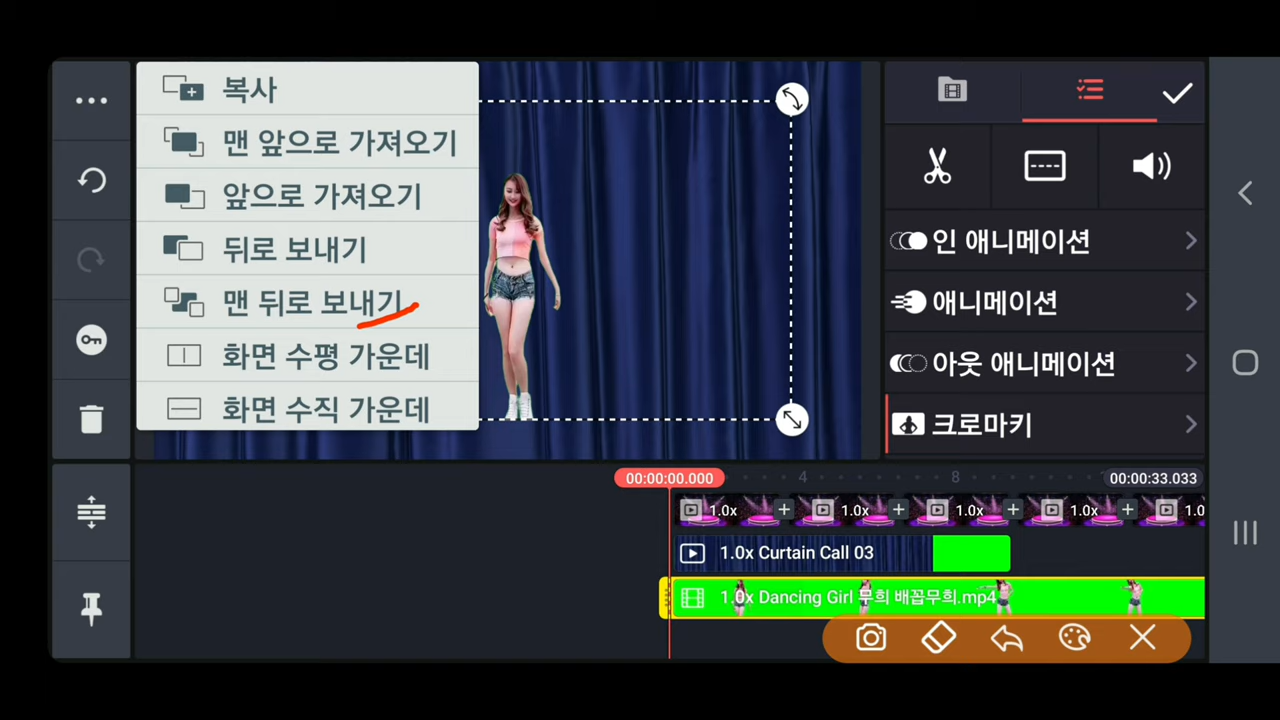 복사
맨 앞으로 가져오기
앞으로 가져오기
뒤로 보내기
맨 뒤로 보내기
화면 수평 가운데
화면 수직 가운데
인 애니메이션
애니메이션
아웃 애니메이션
크로마키
00:00:00.000 4 8 00:00:33.033
1.0x 1.0x 1.0x 1.0x 1.0
1.0x Curtain Call 03
1.0x Dancing Girl 무희 배꼽무희.mp4